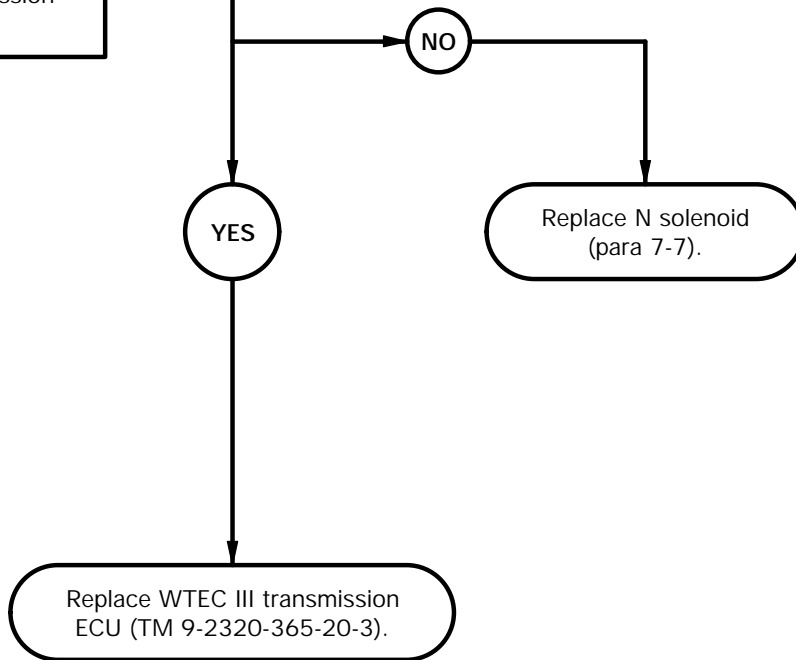 NO
YES
Replace N solenoid
(para 7-7).
Replace WTEC III transmission
ECU (TM 9-2320-365-20-3).